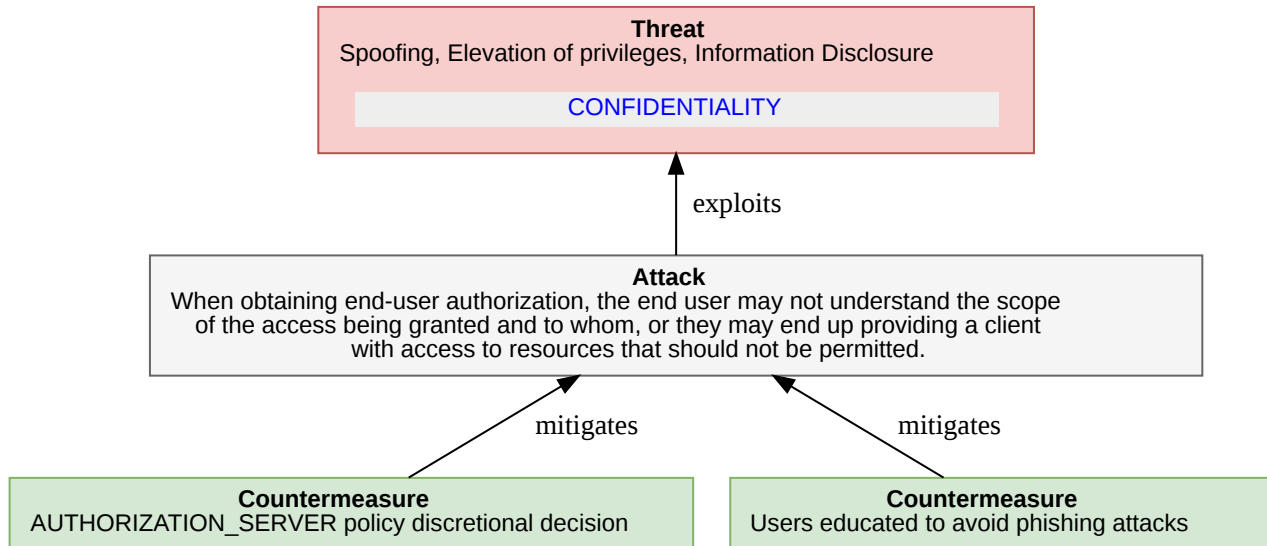 Threat
Spoofing, Elevation of privileges, Information Disclosure
CONFIDENTIALITY
exploits
Attack
When obtaining end-user authorization, the end user may not understand the scope
of the access being granted and to whom, or they may end up providing a client
with access to resources that should not be permitted.
mitigates
mitigates
Countermeasure
AUTHORIZATION_SERVER policy discretional decision
Countermeasure
Users educated to avoid phishing attacks